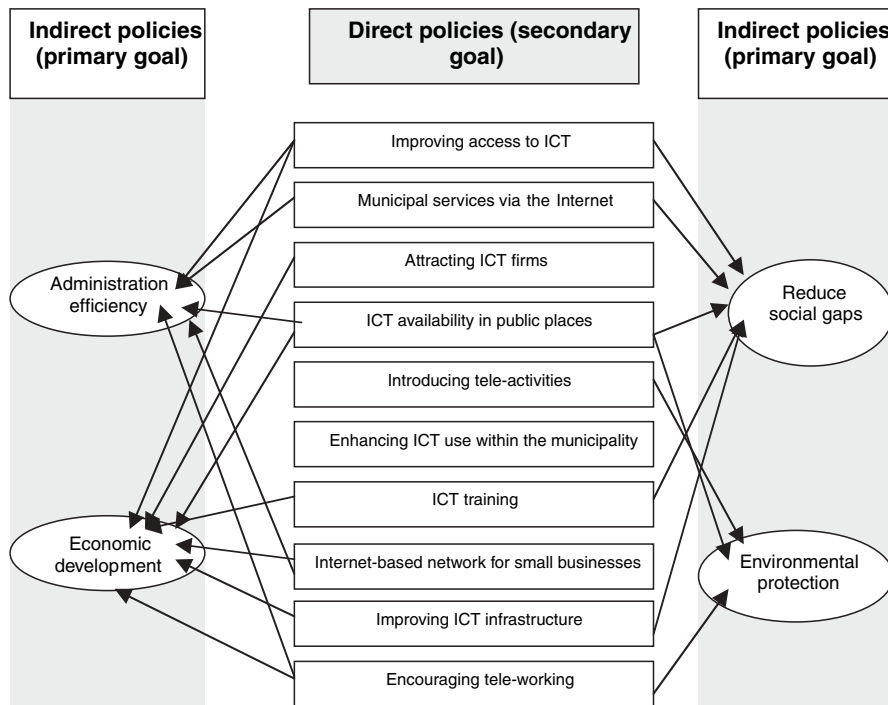 Indirect policies
(primary goal)
Direct policies (secondary
goal)
Indirect policies
(primary goal)
Improving access to ICT
Municipal services via the Internet
Attracting ICT firms
Administration
efficiency
Reduce
social gaps
ICT availability in public places
Introducing tele-activities
Enhancing ICT use within the municipality
ICT training
Economic
development
Internet-based network for small businesses
Environmental
protection
Improving ICT infrastructure
Encouraging tele-working